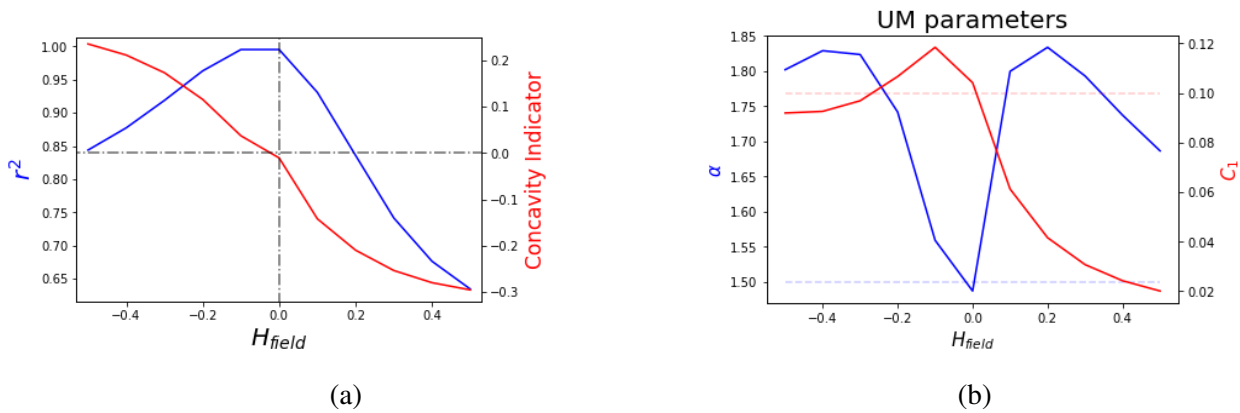 UM parameters
1.00
0.95
0.90
0.85
0.80
0.75
0.70
0.65
r²
0.2
0.1
0.0
−0.1
−0.2
−0.3
Concavity Indicator
−0.4 −0.2 0.0 0.2 0.4
H_field
(a)
1.85
1.80
1.75
1.70
1.65
1.60
1.55
1.50
α
0.12
0.10
0.08
0.06
0.04
0.02
C₁
−0.4 −0.2 0.0 0.2 0.4
H_field
(b)